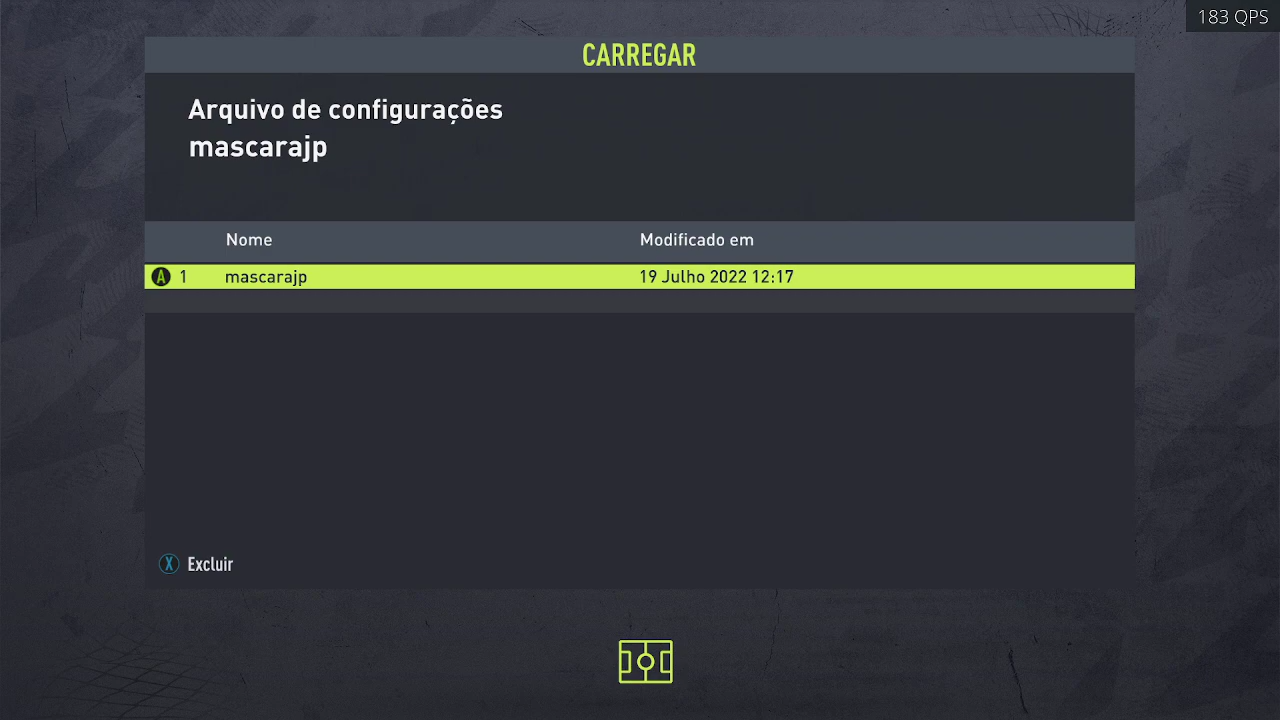 183 QPS
CARREGAR
Arquivo de configurações
mascarajp
Nome Modificado em
A 1 mascarajp 19 Julho 2022 12:17
X Excluir